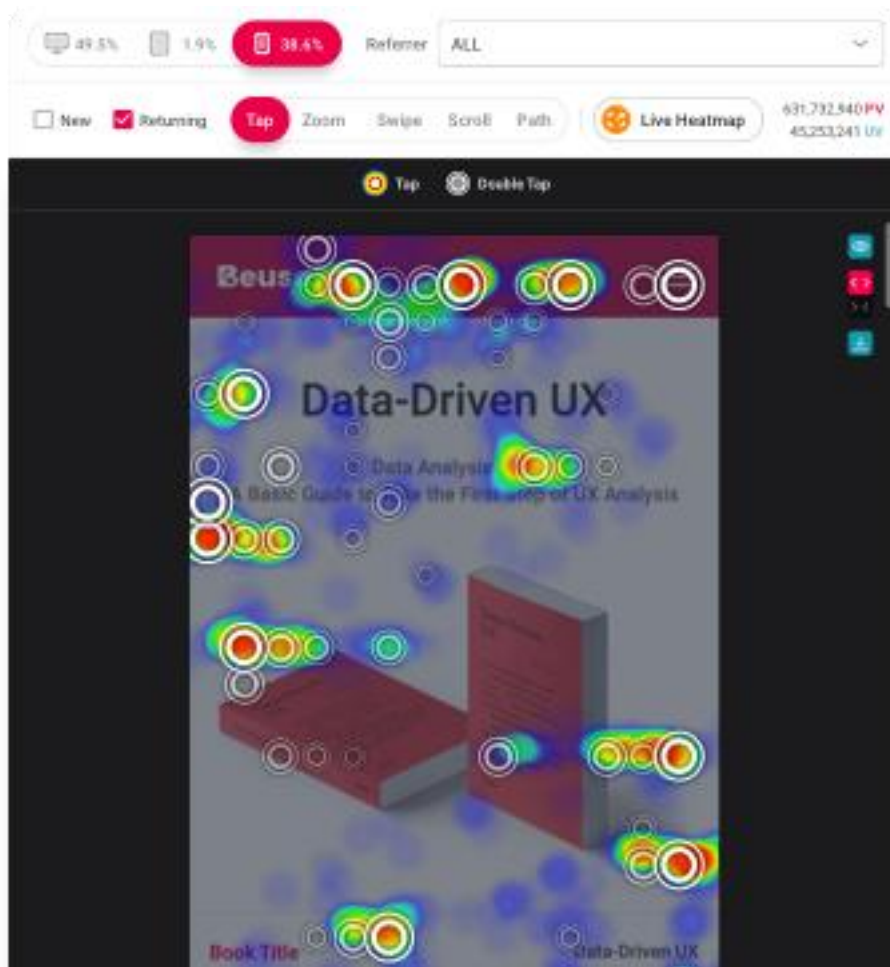 49.5% 1.9% 38.6% Referrer ALL
New Returning Tap Zoom Swipe Scroll Path Live Heatmap
631,732,940 PV
45,253,241 UV
Tap Double Tap
Beus
Data-Driven UX
Data Analysis
A Basic Guide to the First Step of UX Analysis
Book Title Data-Driven UX